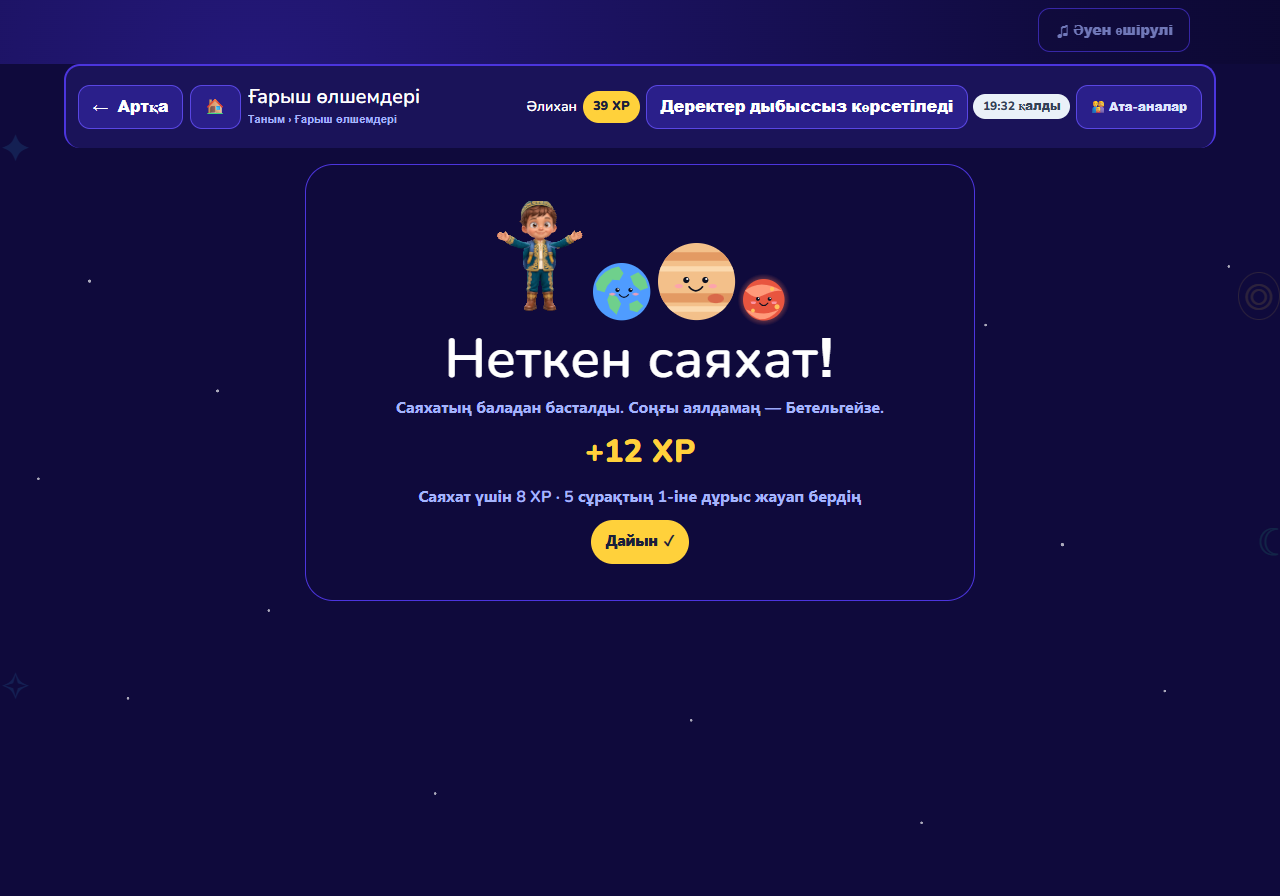 ♫ Әуен өшірулі
← Артқа
Ғарыш өлшемдері
Таным › Ғарыш өлшемдері
Әлихан
39 XP
Деректер дыбыссыз көрсетіледі
19:32 қалды
Ата-аналар
Неткен саяхат!
Саяхатың баладан басталды. Соңғы аялдамаң — Бетельгейзе.
+12 XP
Саяхат үшін 8 XP · 5 сұрақтың 1-іне дұрыс жауап бердің
Дайын ✓